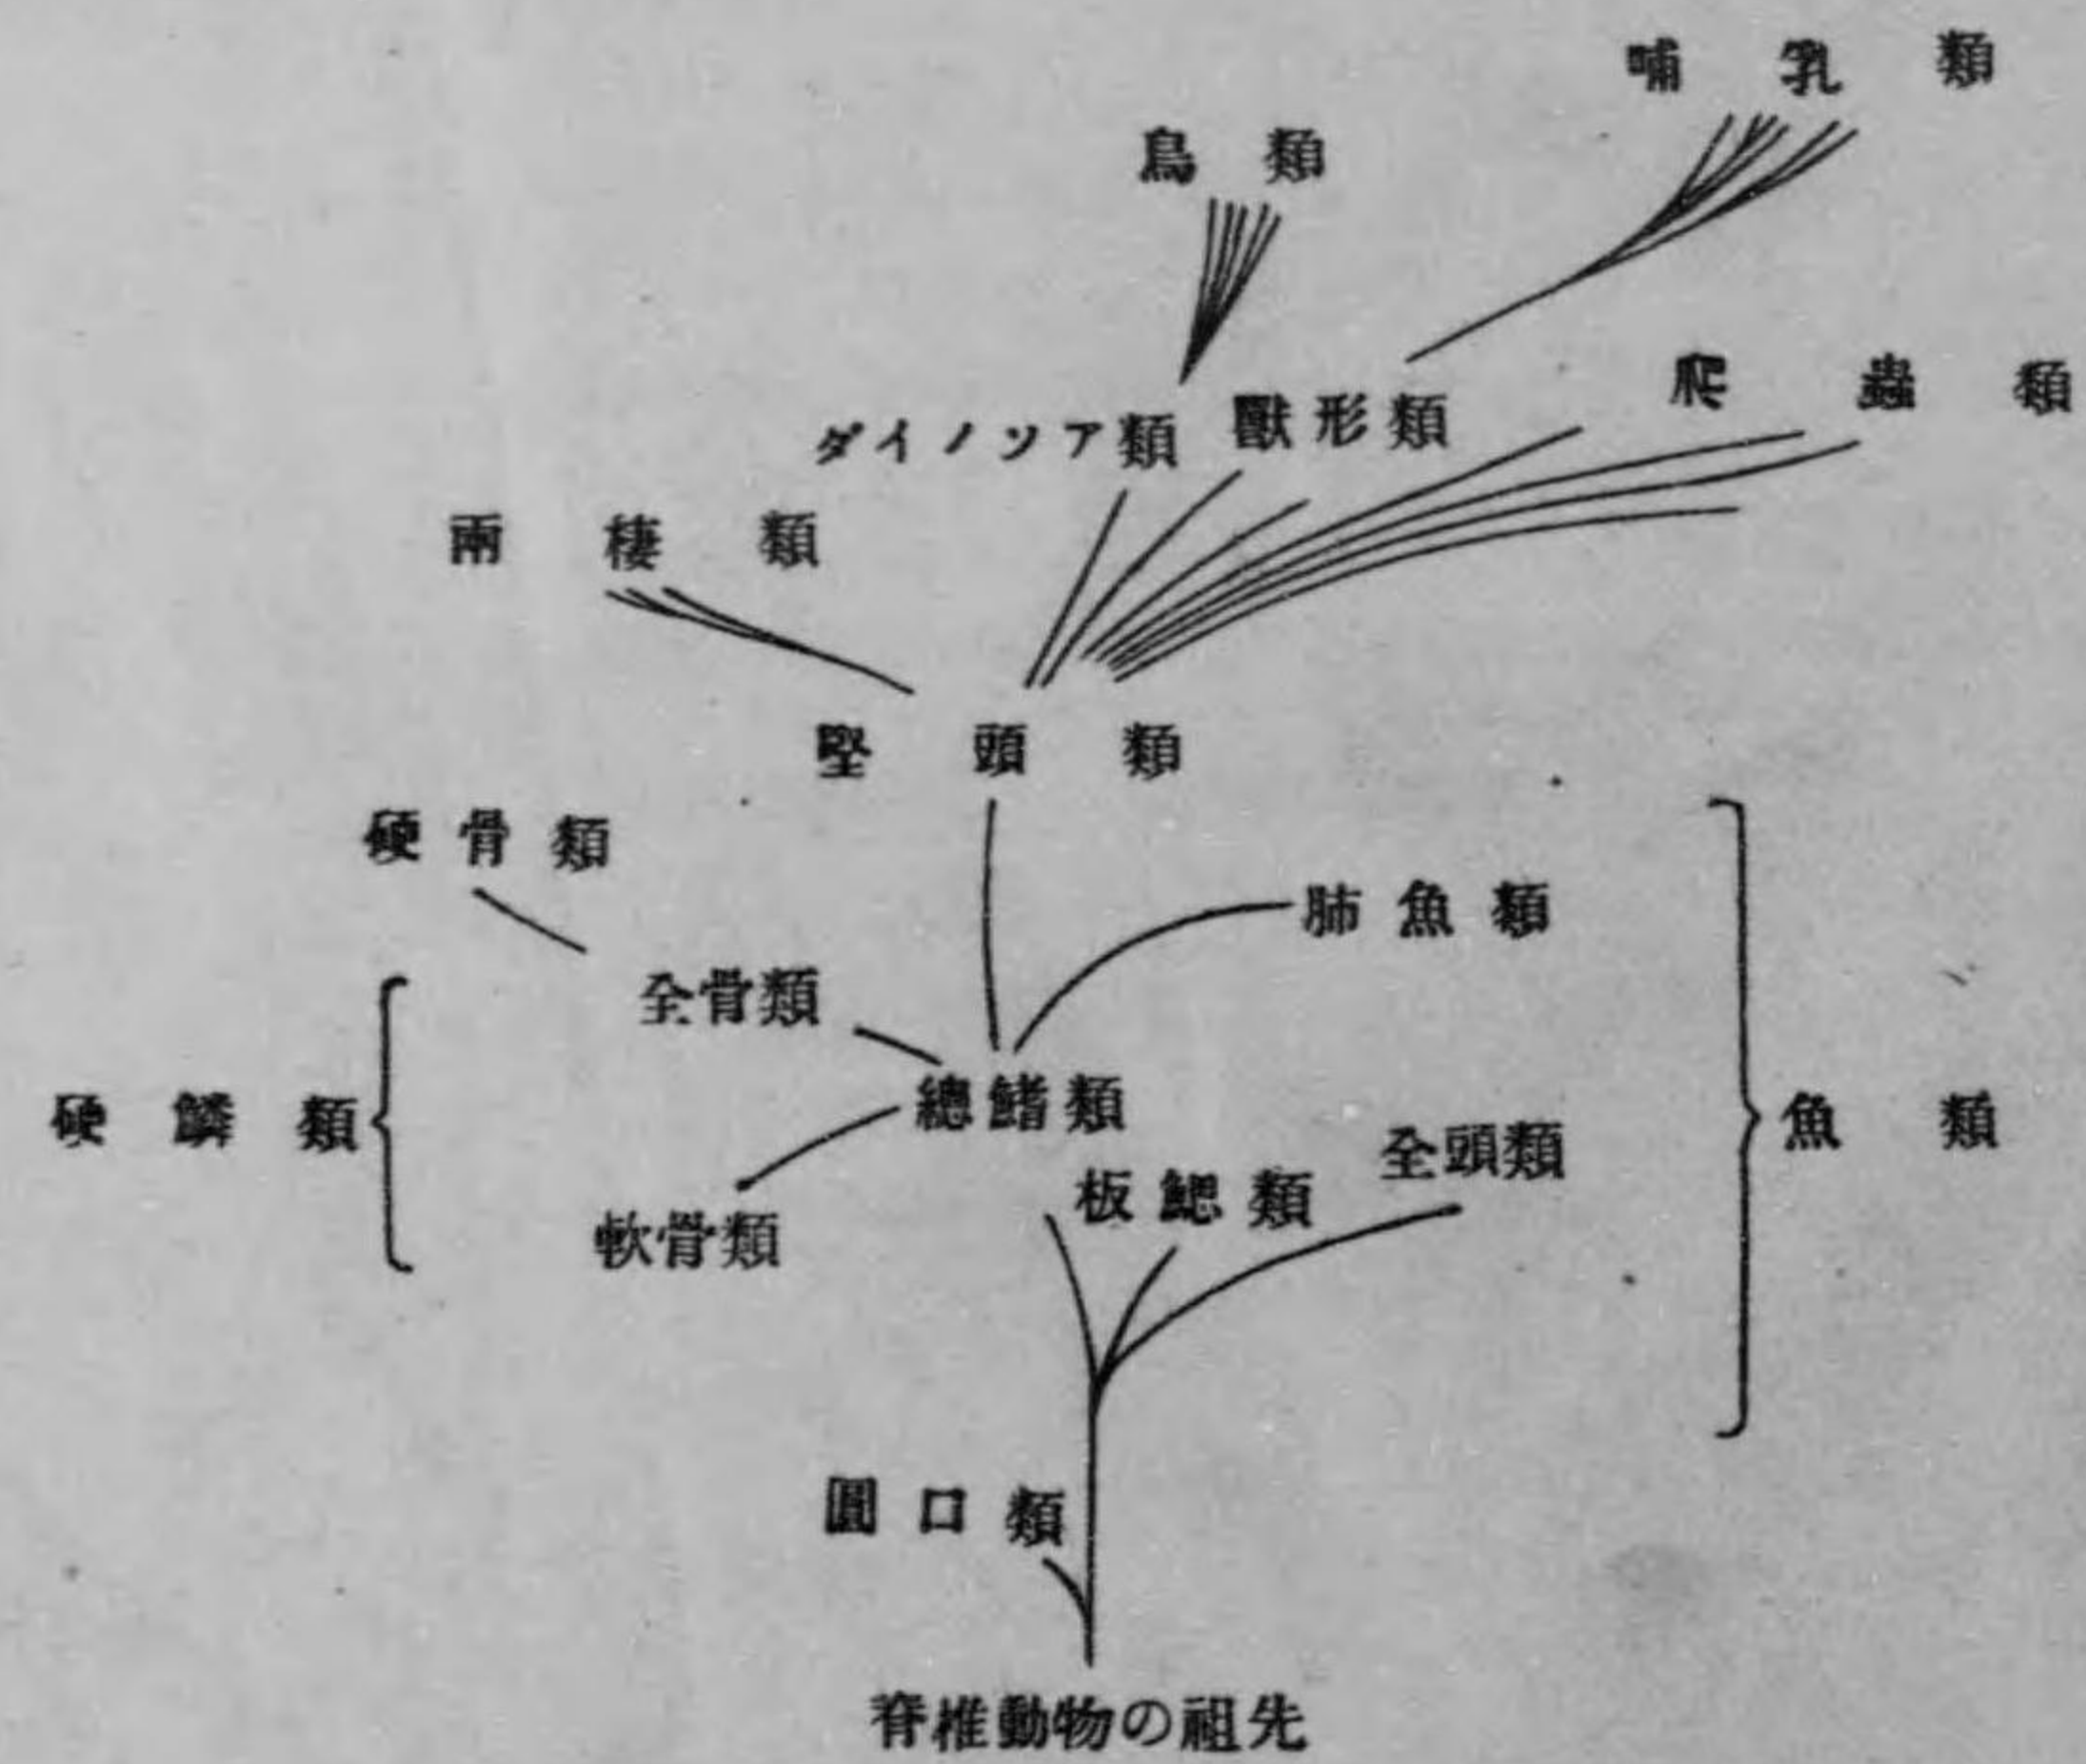 哺乳類
鳥類
爬蟲類
ダイノソア類
獸形類
兩棲類
堅頭類
硬骨類
肺魚類
全骨類
總鰭類
硬鱗類
魚類
全頭類
板鰓類
軟骨類
圓口類
脊椎動物の祖先